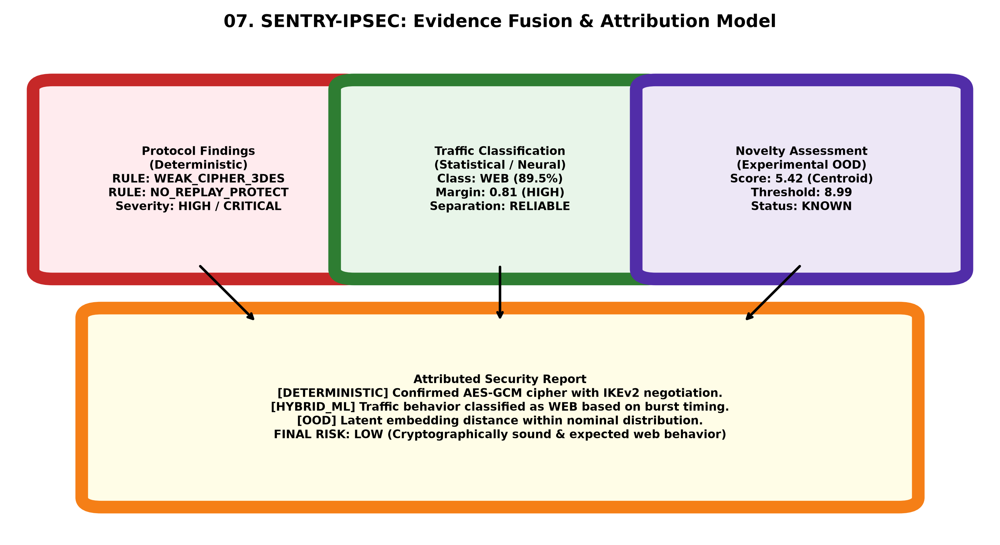 07. SENTRY-IPSEC: Evidence Fusion & Attribution Model
Protocol Findings
(Deterministic)
RULE: WEAK_CIPHER_3DES
RULE: NO_REPLAY_PROTECT
Severity: HIGH / CRITICAL
Traffic Classification
(Statistical / Neural)
Class: WEB (89.5%)
Margin: 0.81 (HIGH)
Separation: RELIABLE
Novelty Assessment
(Experimental OOD)
Score: 5.42 (Centroid)
Threshold: 8.99
Status: KNOWN
Attributed Security Report
[DETERMINISTIC] Confirmed AES-GCM cipher with IKEv2 negotiation.
[HYBRID_ML] Traffic behavior classified as WEB based on burst timing.
[OOD] Latent embedding distance within nominal distribution.
FINAL RISK: LOW (Cryptographically sound & expected web behavior)